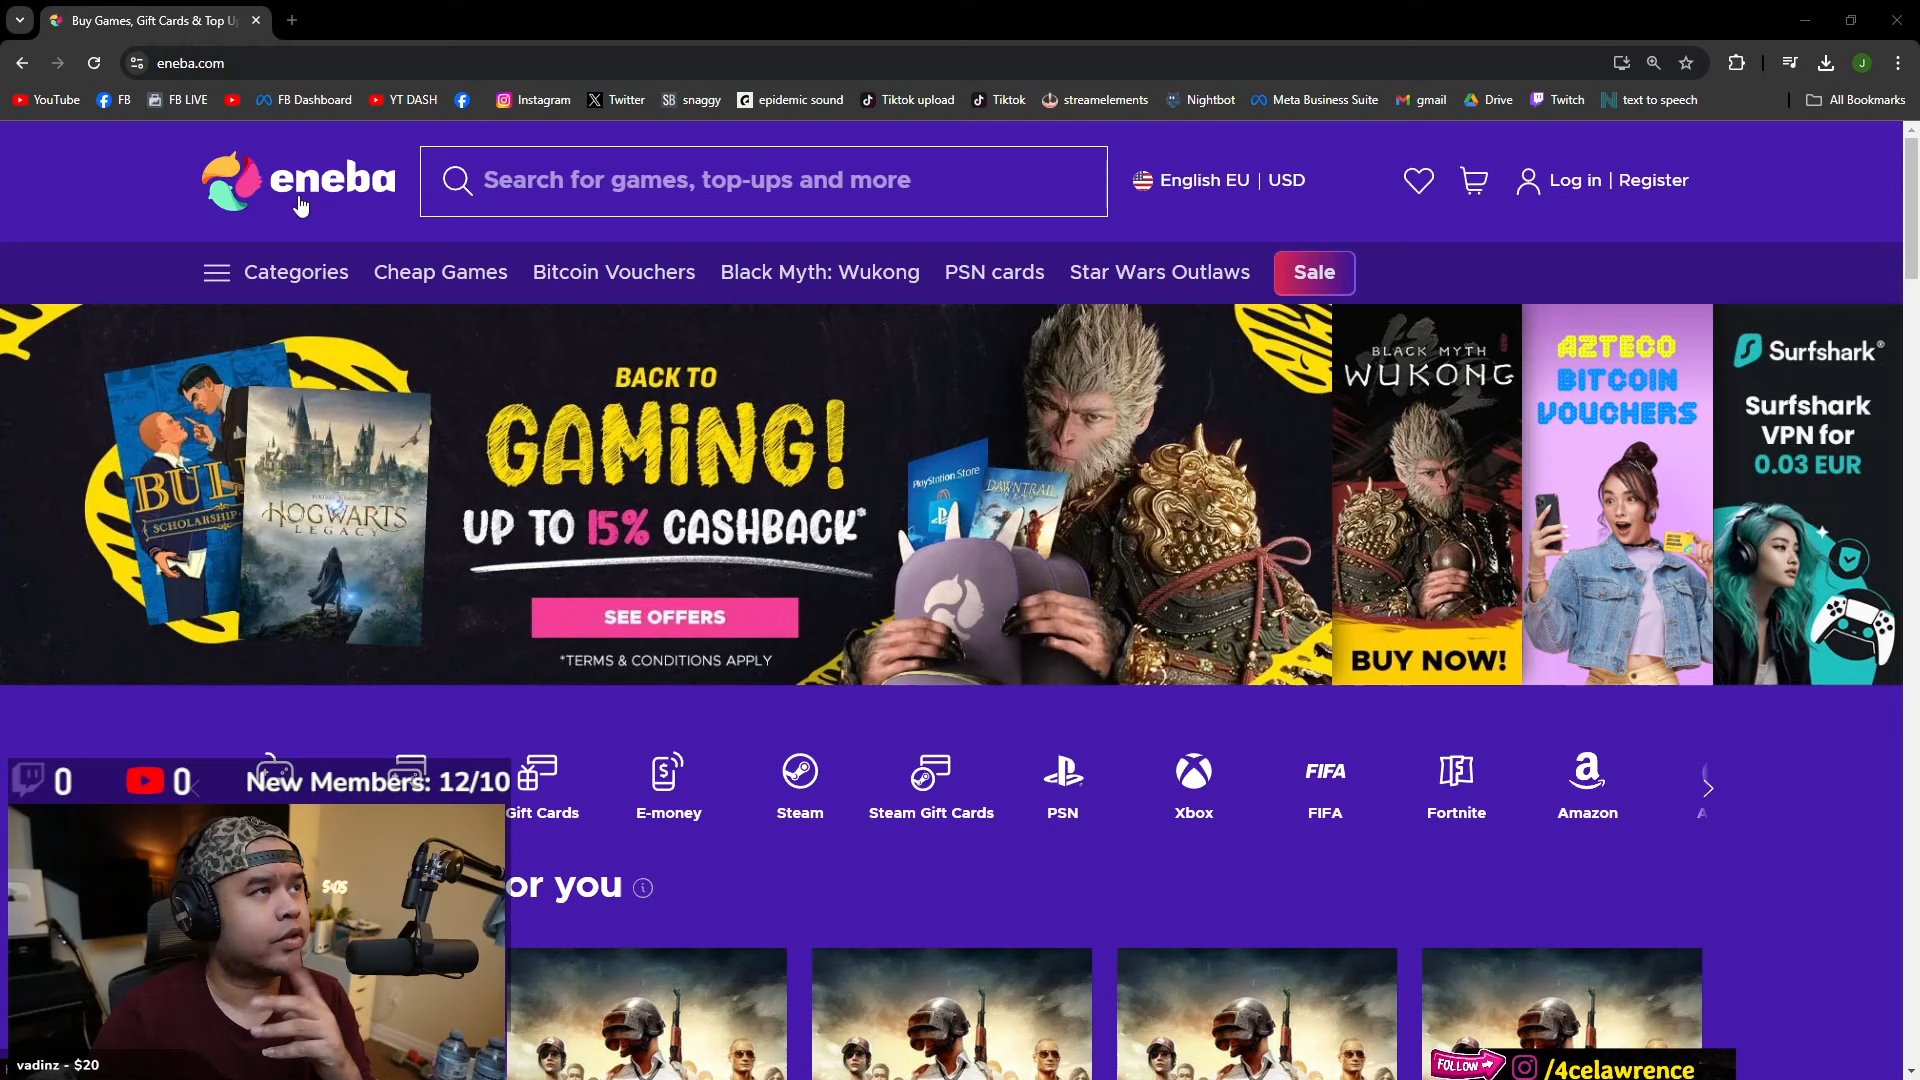 Buy Games, Gift Cards & Top U
eneba.com
YouTube
FB
FB LIVE
FB Dashboard
YT DASH
Instagram
Twitter
SB snaggy
epidemic sound
Tiktok upload
Tiktok
streamelements
Nightbot
Meta Business Suite
gmail
Drive
Twitch
text to speech
All Bookmarks
J
eneba
Search for games, top-ups and more
English EU | USD
Log in | Register
Categories
Cheap Games
Bitcoin Vouchers
Black Myth: Wukong
PSN cards
Star Wars Outlaws
Sale
BULL
SCHOLARSHIP
HOGWARTS
LEGACY
BACK TO
GAMING!
UP TO 15% CASHBACK*
SEE OFFERS
*TERMS & CONDITIONS APPLY
PlayStation Store
DAWNTRAIL
BLACK MYTH
WUKONG
BUY NOW!
AZTECO
BITCOIN
VOUCHERS
Surfshark®
Surfshark
VPN for
0.03 EUR
0
0
New Members: 12/10
Gift Cards
E-money
Steam
Steam Gift Cards
PSN
Xbox
FIFA
FIFA
Fortnite
Amazon
A
or you
5:05
vadinz - $20
FOLLOW
/4celawrence